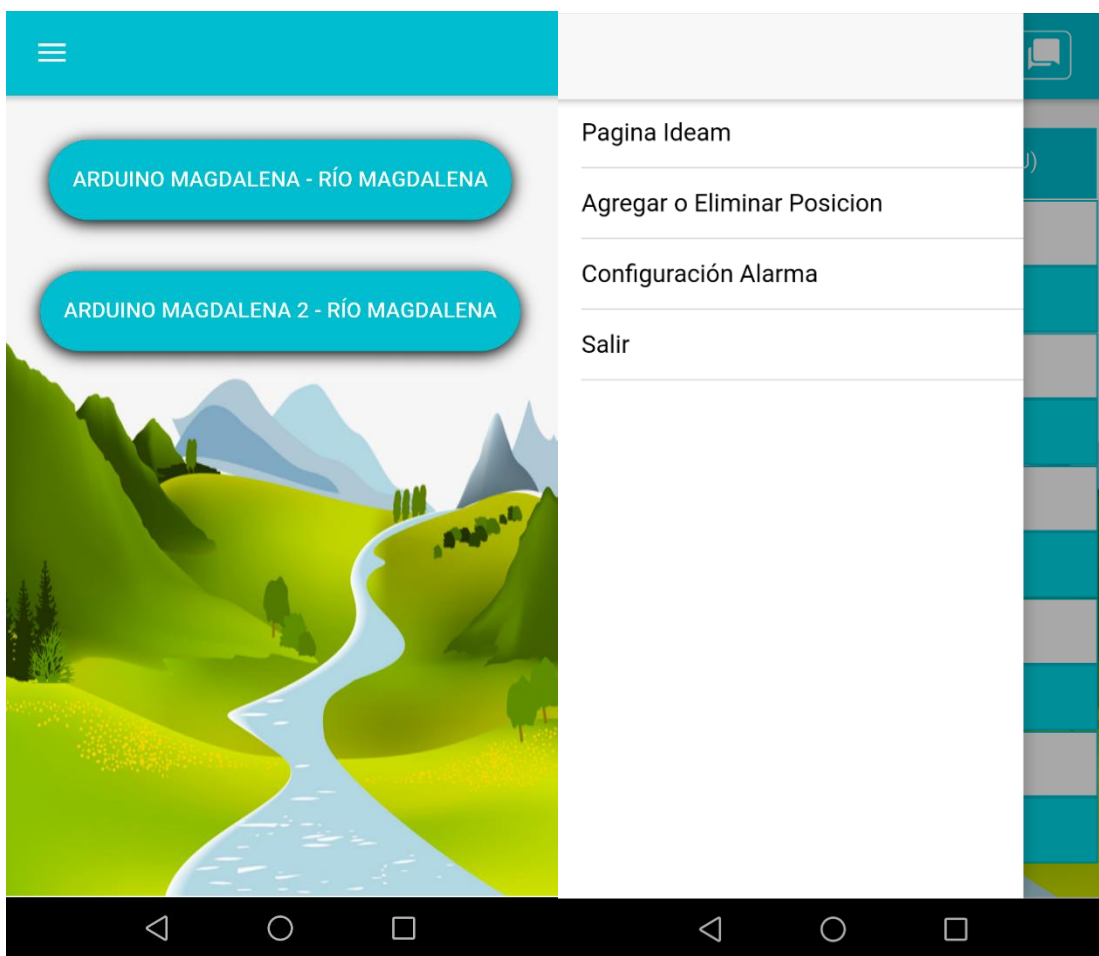 ARDUINO MAGDALENA - RÍO MAGDALENA
ARDUINO MAGDALENA 2 - RÍO MAGDALENA
Pagina Ideam
Agregar o Eliminar Posicion
Configuración Alarma
Salir